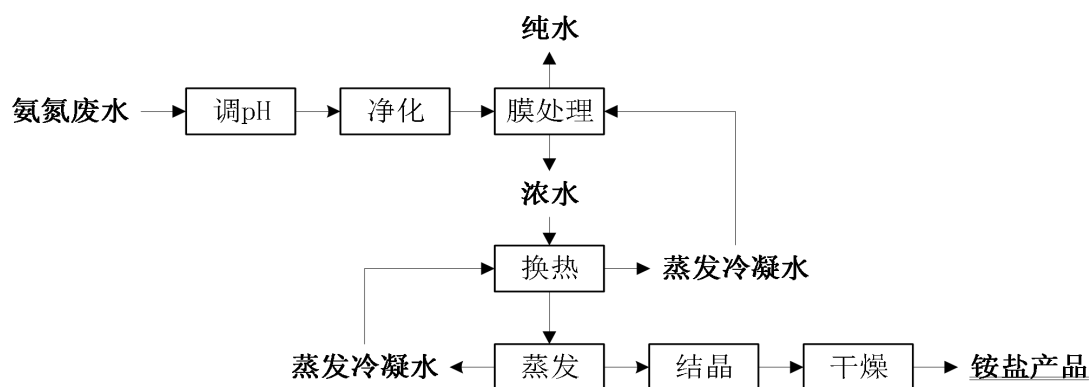 纯水
氨氮废水
调pH
净化
膜处理
浓水
换热
蒸发冷凝水
蒸发冷凝水
蒸发
结晶
干燥
铵盐产品